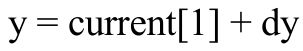 y = current[1] + dy